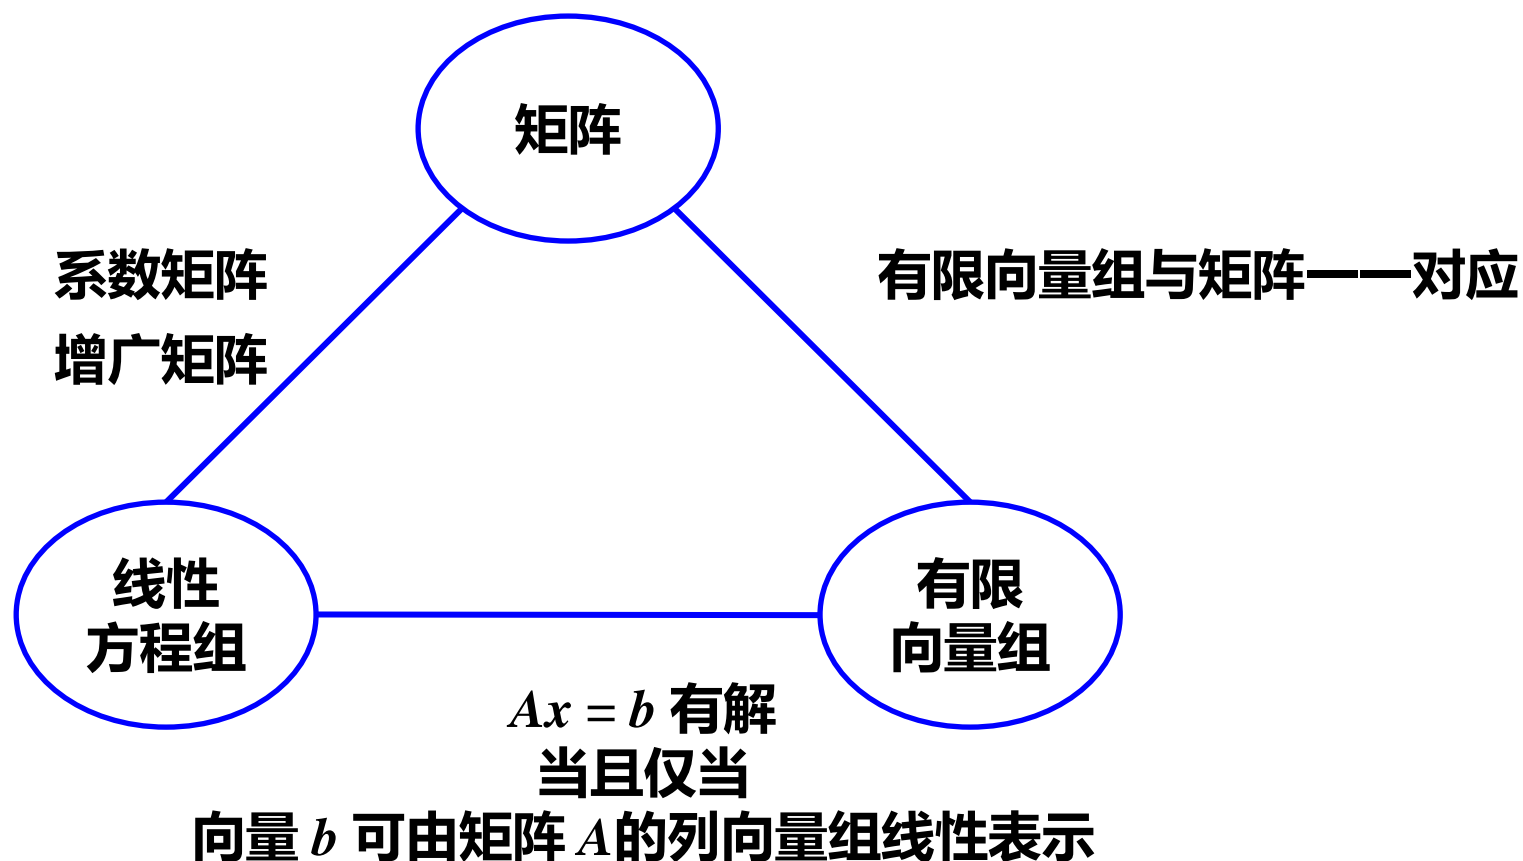 矩阵
系数矩阵
增广矩阵
有限向量组与矩阵一一对应
线性
方程组
有限
向量组
Ax = b 有解
当且仅当
向量 b 可由矩阵 A的列向量组线性表示